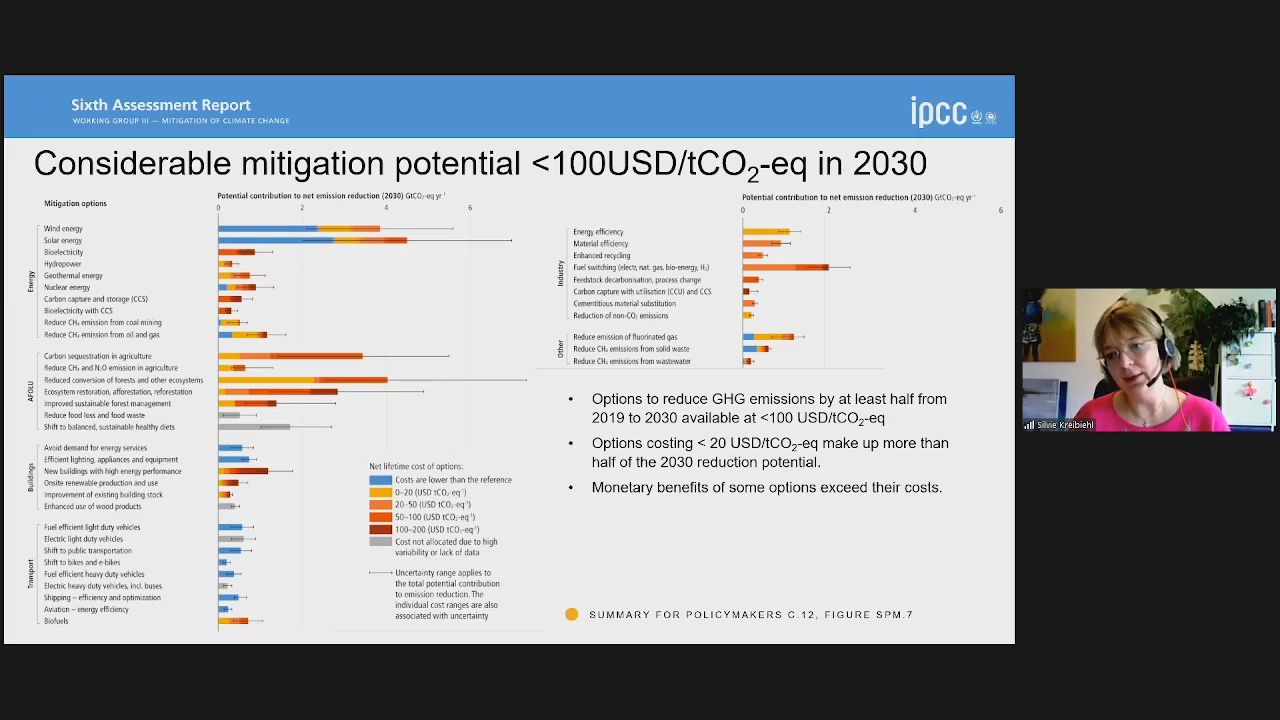 Sixth Assessment Report
WORKING GROUP III — MITIGATION OF CLIMATE CHANGE
ipcc
Considerable mitigation potential <100USD/tCO₂-eq in 2030
Mitigation options
Potential contribution to net emission reduction (2030) GtCO₂-eq yr⁻¹
0 2 4 6
Energy
Wind energy
Solar energy
Bioelectricity
Hydropower
Geothermal energy
Nuclear energy
Carbon capture and storage (CCS)
Bioelectricity with CCS
Reduce CH₄ emission from coal mining
Reduce CH₄ emission from oil and gas
AFOLU
Carbon sequestration in agriculture
Reduce CH₄ and N₂O emission in agriculture
Reduced conversion of forests and other ecosystems
Ecosystem restoration, afforestation, reforestation
Improved sustainable forest management
Reduce food loss and food waste
Shift to balanced, sustainable healthy diets
Buildings
Avoid demand for energy services
Efficient lighting, appliances and equipment
New buildings with high energy performance
Onsite renewable production and use
Improvement of existing building stock
Enhanced use of wood products
Transport
Fuel efficient light duty vehicles
Electric light duty vehicles
Shift to public transportation
Shift to bikes and e-bikes
Fuel efficient heavy duty vehicles
Electric heavy duty vehicles, incl. buses
Shipping – efficiency and optimization
Aviation – energy efficiency
Biofuels
Net lifetime cost of options:
Costs are lower than the reference
0–20 (USD tCO₂-eq⁻¹)
20–50 (USD tCO₂-eq⁻¹)
50–100 (USD tCO₂-eq⁻¹)
100–200 (USD tCO₂-eq⁻¹)
Cost not allocated due to high
variability or lack of data
Uncertainty range applies to
the total potential contribution
to emission reduction. The
individual cost ranges are also
associated with uncertainty
Potential contribution to net emission reduction (2030) GtCO₂-eq yr⁻¹
0 2 4 6
Industry
Energy efficiency
Material efficiency
Enhanced recycling
Fuel switching (electr, nat. gas, bio-energy, H₂)
Feedstock decarbonisation, process change
Carbon capture with utilisation (CCU) and CCS
Cementitious material substitution
Reduction of non-CO₂ emissions
Other
Reduce emission of fluorinated gas
Reduce CH₄ emissions from solid waste
Reduce CH₄ emissions from wastewater
• Options to reduce GHG emissions by at least half from
2019 to 2030 available at <100 USD/tCO₂-eq
• Options costing < 20 USD/tCO₂-eq make up more than
half of the 2030 reduction potential.
• Monetary benefits of some options exceed their costs.
SUMMARY FOR POLICYMAKERS C.12, FIGURE SPM.7
Silvie Kreibiehl